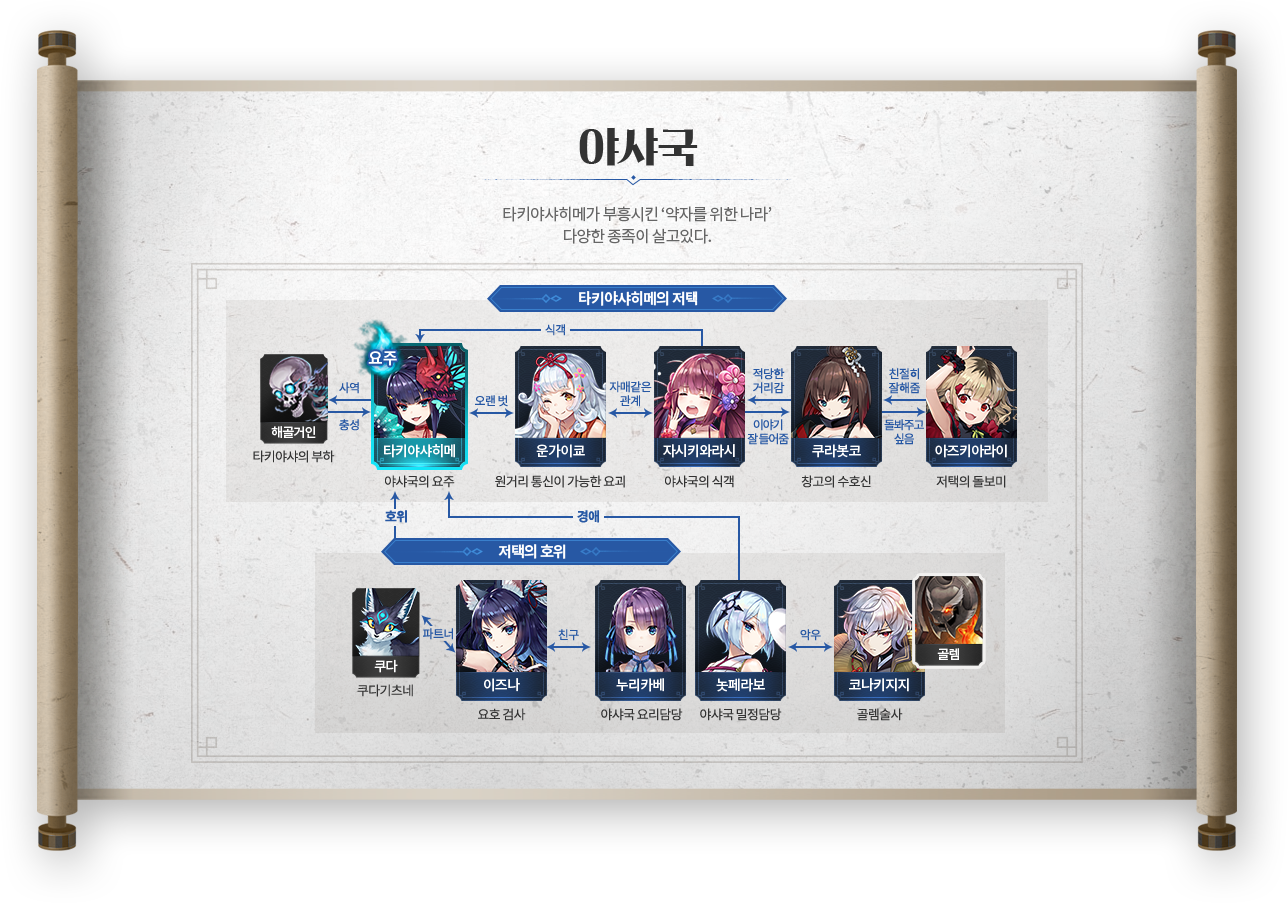 야샤국
타키야샤히메가 부흥시킨 ‘약자를 위한 나라’
다양한 종족이 살고있다.
타키야샤히메의 저택
식객
요주
사역
충성
오랜 벗
자매같은
관계
적당한
거리감
이야기
잘 들어줌
친절히
잘해줌
돌봐주고
싶음
해골거인
타키야샤히메
운가이쿄
자시키와라시
쿠라봇코
아즈키아라이
타키야샤의 부하
야샤국의 요주
원거리 통신이 가능한 요괴
야샤국의 식객
창고의 수호신
저택의 돌보미
호위
경애
저택의 호위
파트너
친구
악우
쿠다
이즈나
누리카베
놋페라보
코나키지지
골렘
쿠다기츠네
요호 검사
야샤국 요리담당
야샤국 밀정담당
골렘술사